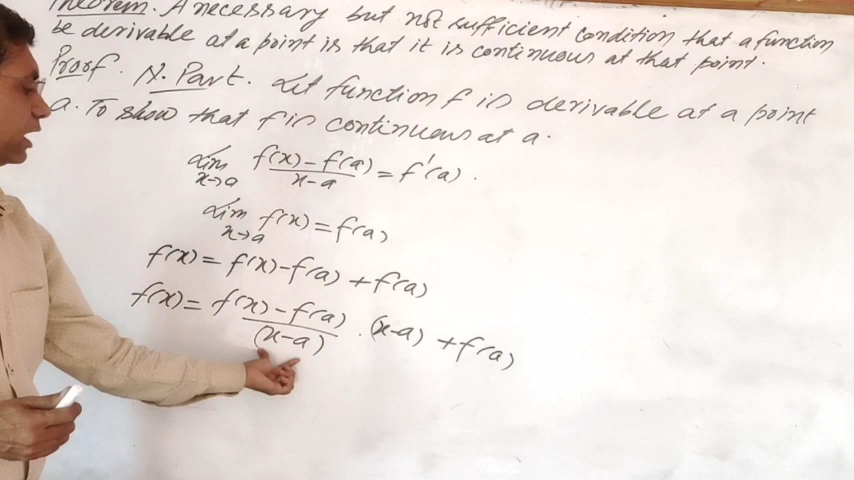 Theorem. A necessary but not sufficient condition that a function
be derivable at a point is that it is continuous at that point.
Proof. N. Part. Let function f is derivable at a point
a. To show that f is continuous at a.
Lim x→a f(x)-f(a)/x-a = f'(a).
Lim x→a f(x) = f(a)
f(x) = f(x)-f(a) + f(a)
f(x) = f(x)-f(a)/(x-a) . (x-a) + f(a)